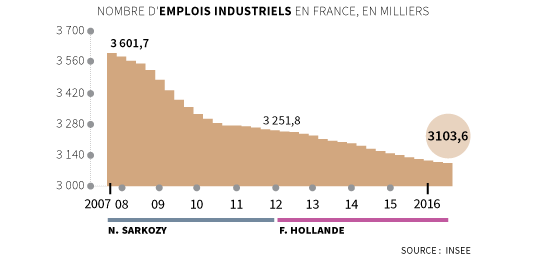 NOMBRE D'EMPLOIS INDUSTRIELS EN FRANCE, EN MILLIERS
3 700
3 601,7
3 560
3 420
3 280
3 251,8
3103,6
3 140
3 000
2007 08 09 10 11 12 13 14 15 2016
N. SARKOZY F. HOLLANDE
SOURCE : INSEE